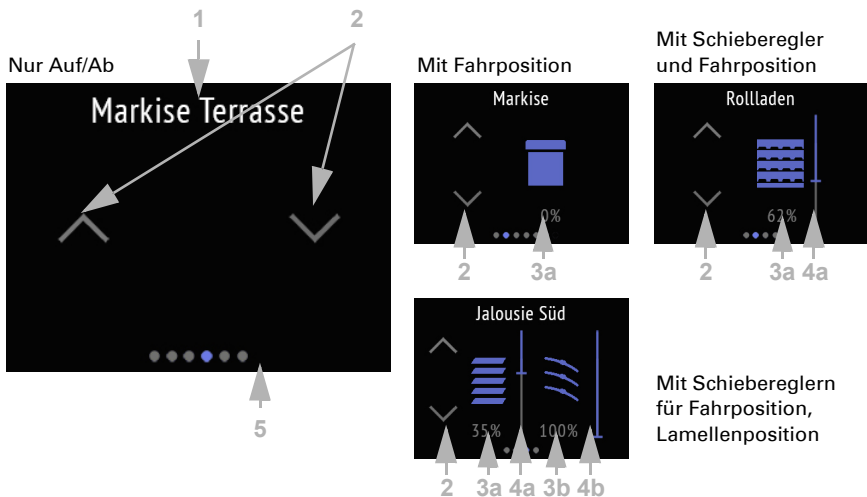 1
2
Nur Auf/Ab
Markise Terrasse
5
Mit Fahrposition
Markise
0%
2
3a
Mit Schieberegler
und Fahrposition
Rollladen
62%
2
3a
4a
Jalousie Süd
35%
100%
2
3a
4a
3b
4b
Mit Schiebereglern
für Fahrposition,
Lamellenposition